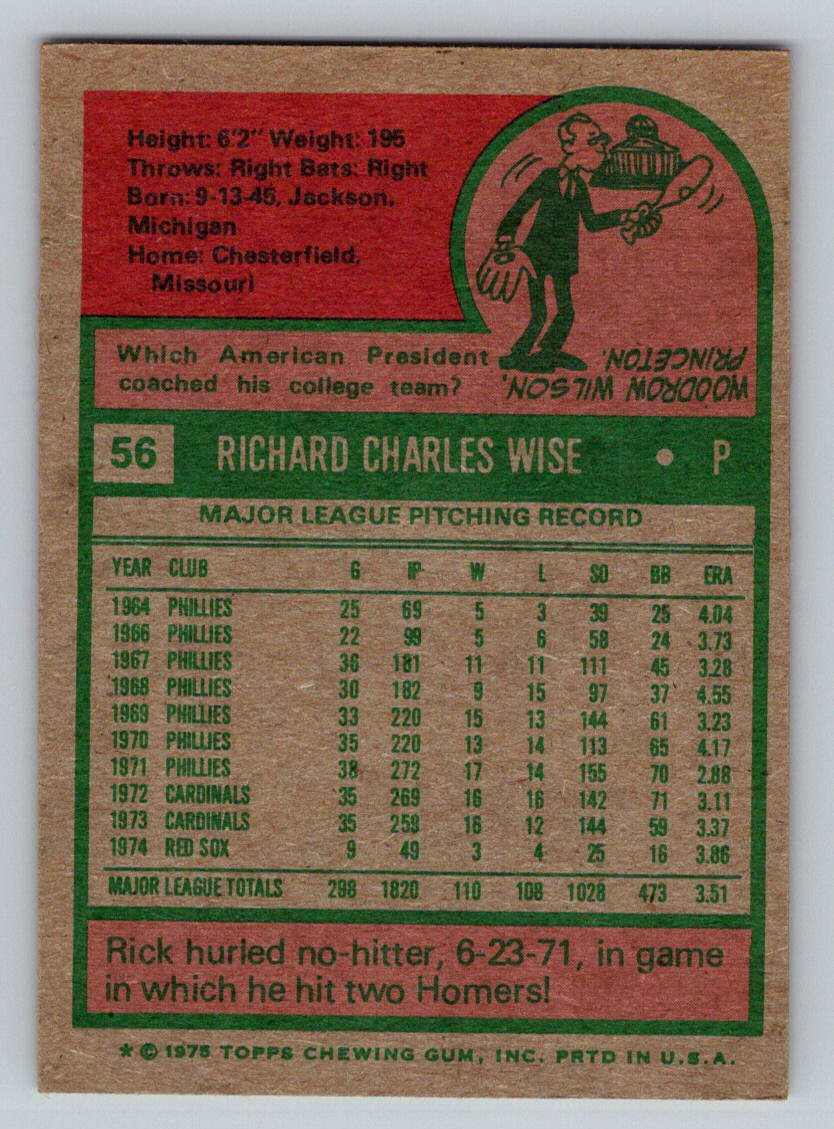 Height: 6'2" Weight: 195
Throws: Right Bats: Right
Born: 9-13-45, Jackson,
Michigan
Home: Chesterfield,
Missouri
Which American President
coached his college team?
WOODROW WILSON,
PRINCETON.
56 RICHARD CHARLES WISE • P
MAJOR LEAGUE PITCHING RECORD
YEAR CLUB G IP W L SO BB ERA
1964 PHILLIES 25 69 5 3 39 25 4.04
1966 PHILLIES 22 99 5 6 58 24 3.73
1967 PHILLIES 36 181 11 11 111 45 3.28
1968 PHILLIES 30 182 9 15 97 37 4.55
1969 PHILLIES 33 220 15 13 144 61 3.23
1970 PHILLIES 35 220 13 14 113 65 4.17
1971 PHILLIES 38 272 17 14 155 70 2.88
1972 CARDINALS 35 269 16 16 142 71 3.11
1973 CARDINALS 35 259 16 12 144 59 3.37
1974 RED SOX 9 49 3 4 25 16 3.86
MAJOR LEAGUE TOTALS 298 1820 110 108 1028 473 3.51
Rick hurled no-hitter, 6-23-71, in game
in which he hit two Homers!
* © 1975 TOPPS CHEWING GUM, INC. PRTD IN U.S.A.